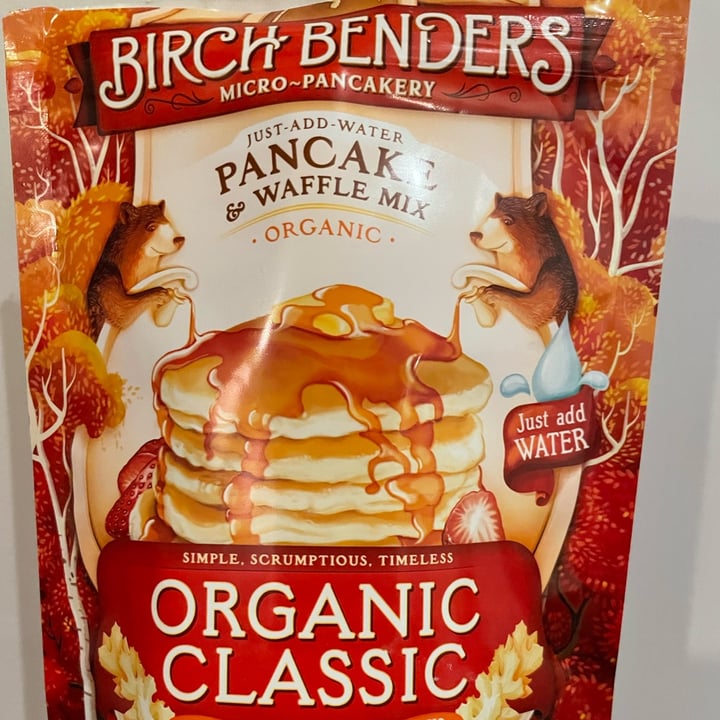 BIRCH BENDERS
MICRO~PANCAKERY
JUST-ADD-WATER
PANCAKE
& WAFFLE MIX
· ORGANIC ·
Just add
WATER
SIMPLE, SCRUMPTIOUS, TIMELESS
ORGANIC
CLASSIC